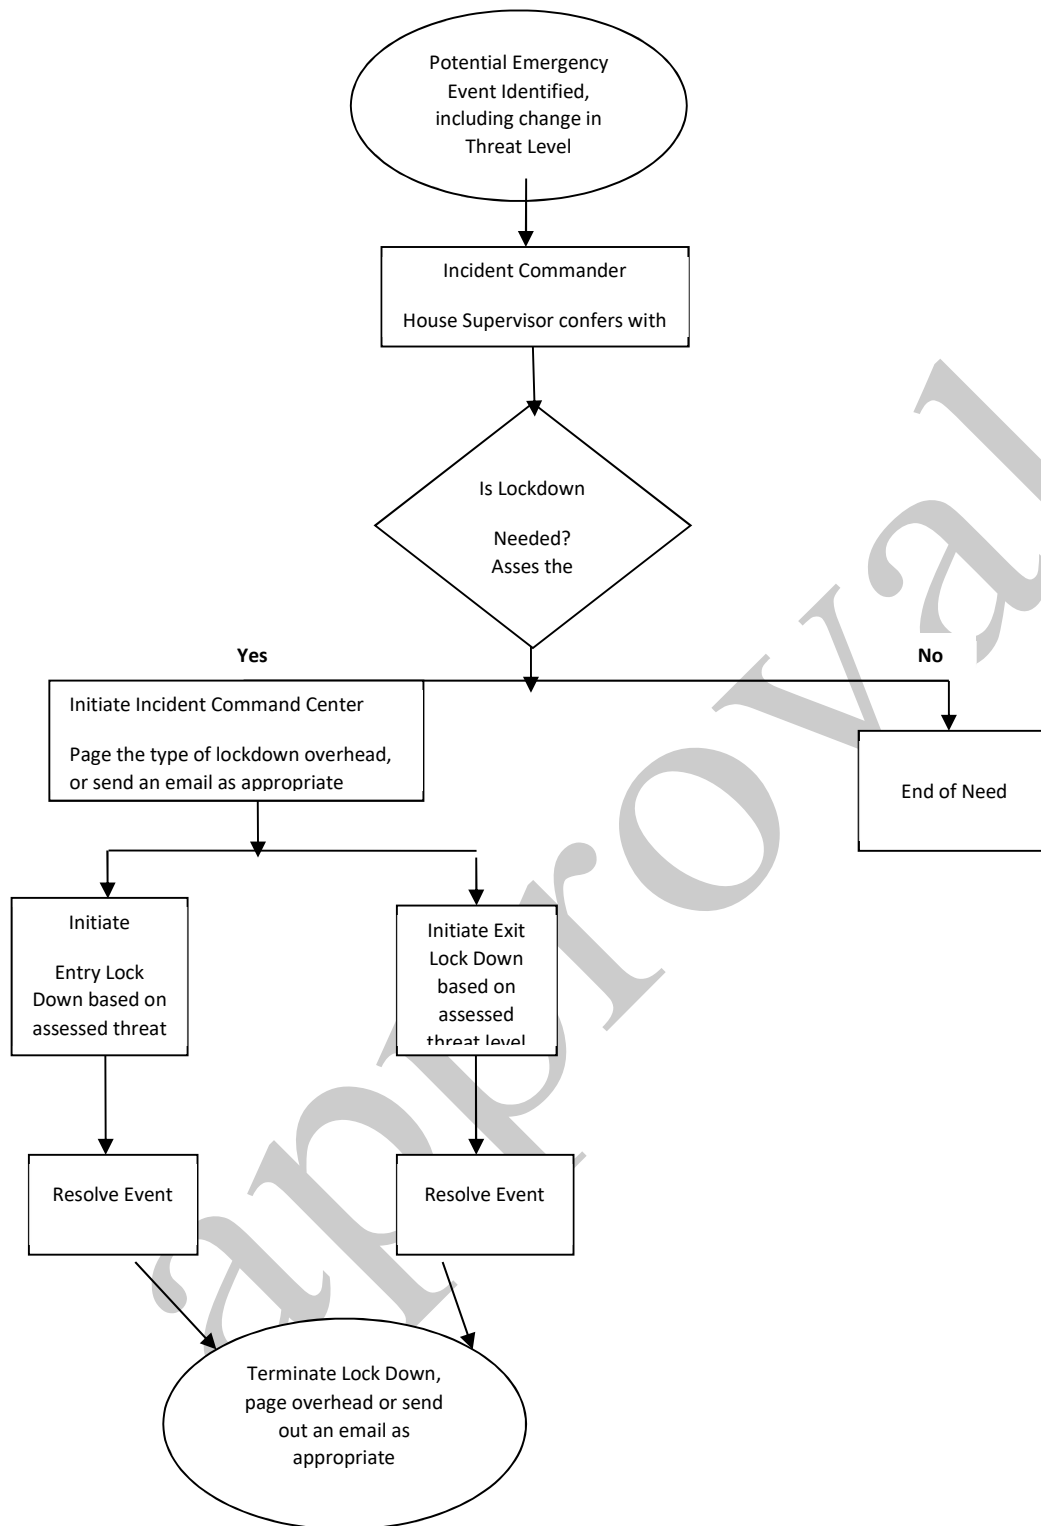 Potential Emergency
Event Identified,
including change in
Threat Level
Incident Commander
House Supervisor confers with
Is Lockdown
Needed?
Asses the
Yes
No
Initiate Incident Command Center
Page the type of lockdown overhead,
or send an email as appropriate
End of Need
Initiate
Entry Lock
Down based on
assessed threat
Initiate Exit
Lock Down
based on
assessed
threat level
Resolve Event
Resolve Event
Terminate Lock Down,
page overhead or send
out an email as
appropriate
approval